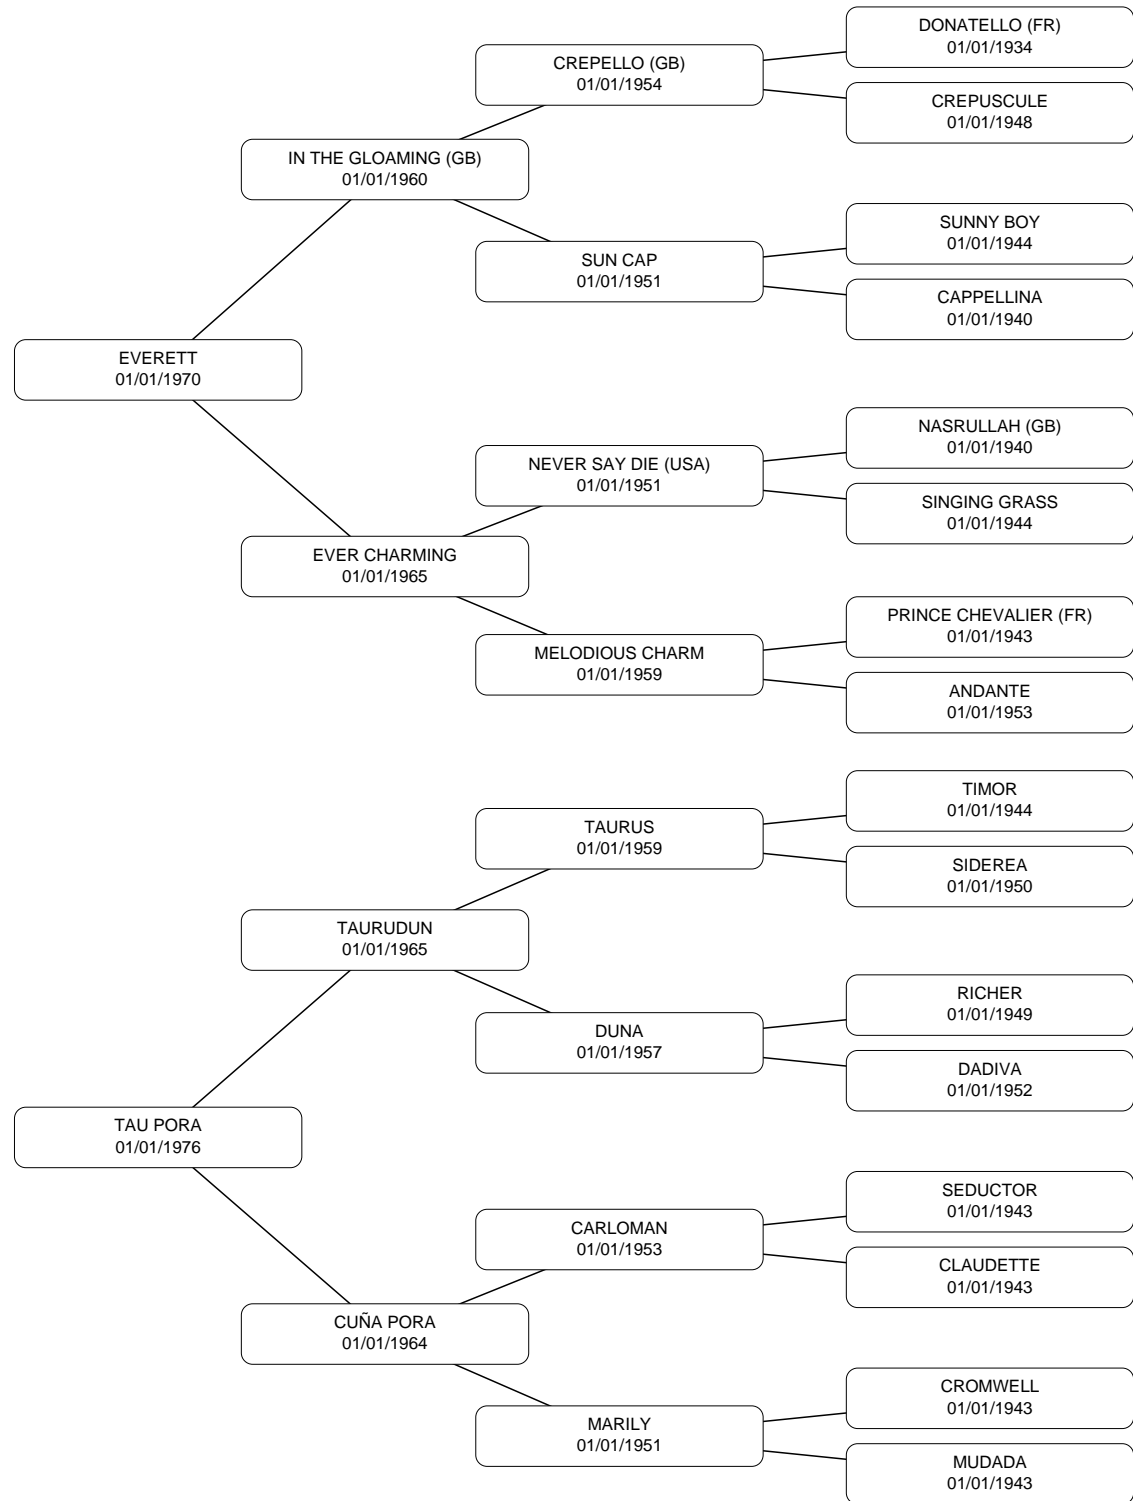 DONATELLO (FR)
01/01/1934
CREPELLO (GB)
01/01/1954
CREPUSCULE
01/01/1948
IN THE GLOAMING (GB)
01/01/1960
SUNNY BOY
01/01/1944
SUN CAP
01/01/1951
CAPPELLINA
01/01/1940
EVERETT
01/01/1970
NASRULLAH (GB)
01/01/1940
NEVER SAY DIE (USA)
01/01/1951
SINGING GRASS
01/01/1944
EVER CHARMING
01/01/1965
PRINCE CHEVALIER (FR)
01/01/1943
MELODIOUS CHARM
01/01/1959
ANDANTE
01/01/1953
TIMOR
01/01/1944
TAURUS
01/01/1959
SIDEREA
01/01/1950
TAURUDUN
01/01/1965
RICHER
01/01/1949
DUNA
01/01/1957
DADIVA
01/01/1952
TAU PORA
01/01/1976
SEDUCTOR
01/01/1943
CARLOMAN
01/01/1953
CLAUDETTE
01/01/1943
CUÑA PORA
01/01/1964
CROMWELL
01/01/1943
MARILY
01/01/1951
MUDADA
01/01/1943